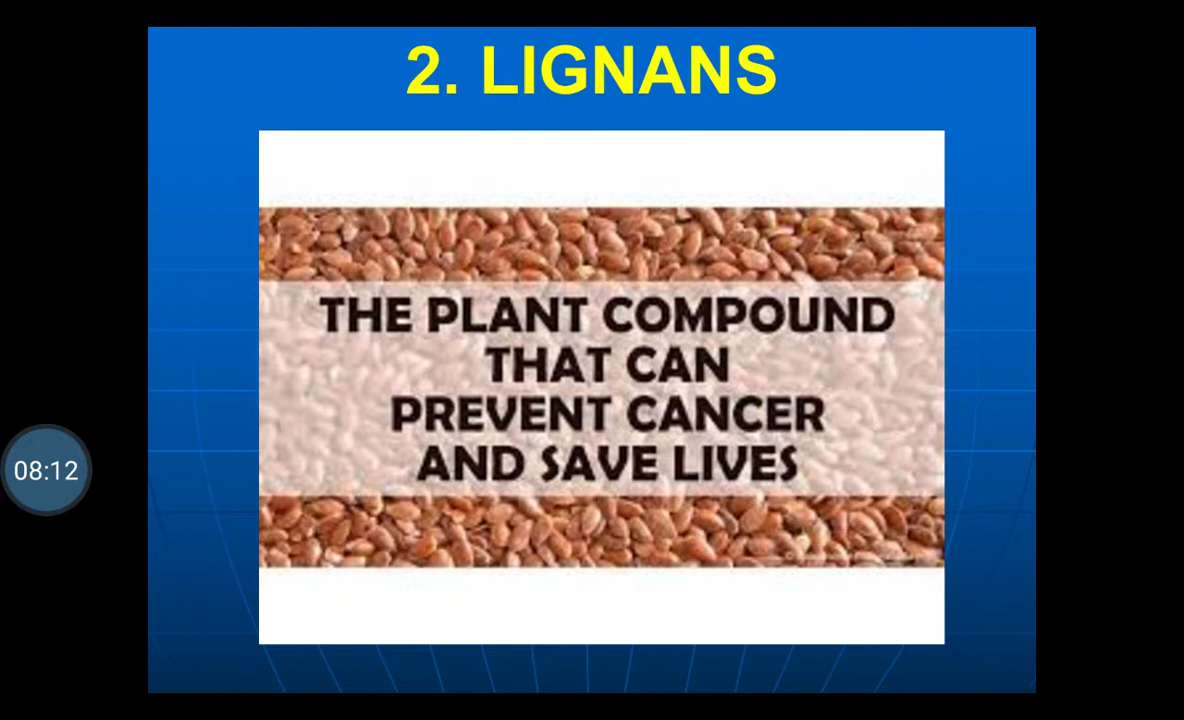 2. LIGNANS
THE PLANT COMPOUND
THAT CAN
PREVENT CANCER
AND SAVE LIVES
08:12